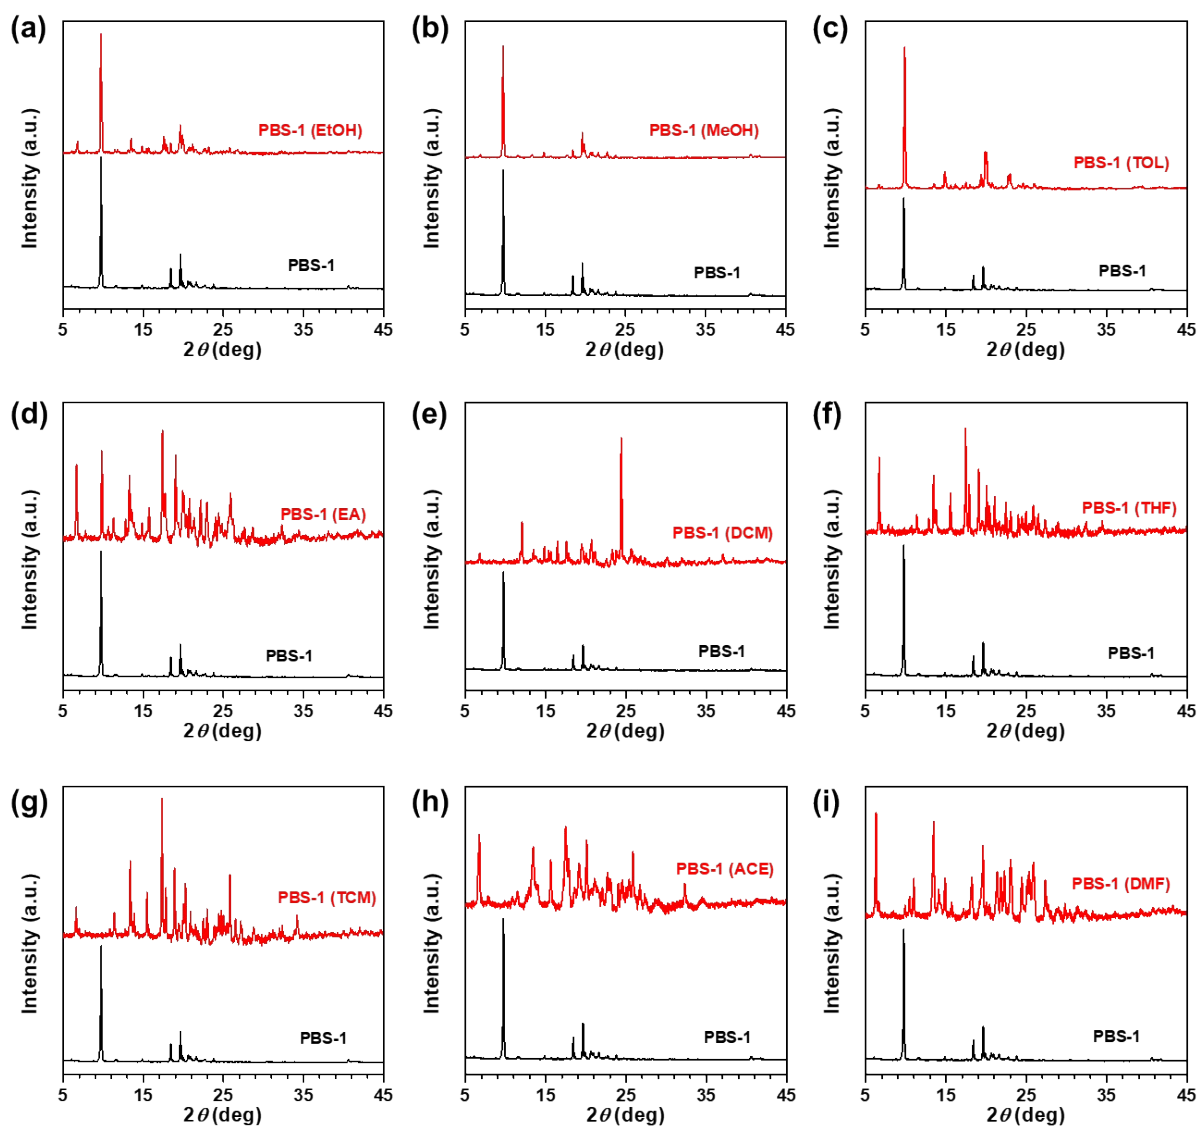 (a)
Intensity (a.u.)
PBS-1 (EtOH)
PBS-1
5 15 25 35 45
2θ (deg)
(b)
Intensity (a.u.)
PBS-1 (MeOH)
PBS-1
5 15 25 35 45
2θ (deg)
(c)
Intensity (a.u.)
PBS-1 (TOL)
PBS-1
5 15 25 35 45
2θ (deg)
(d)
Intensity (a.u.)
PBS-1 (EA)
PBS-1
5 15 25 35 45
2θ (deg)
(e)
Intensity (a.u.)
PBS-1 (DCM)
PBS-1
5 15 25 35 45
2θ (deg)
(f)
Intensity (a.u.)
PBS-1 (THF)
PBS-1
5 15 25 35 45
2θ (deg)
(g)
Intensity (a.u.)
PBS-1 (TCM)
PBS-1
5 15 25 35 45
2θ (deg)
(h)
Intensity (a.u.)
PBS-1 (ACE)
PBS-1
5 15 25 35 45
2θ (deg)
(i)
Intensity (a.u.)
PBS-1 (DMF)
PBS-1
5 15 25 35 45
2θ (deg)